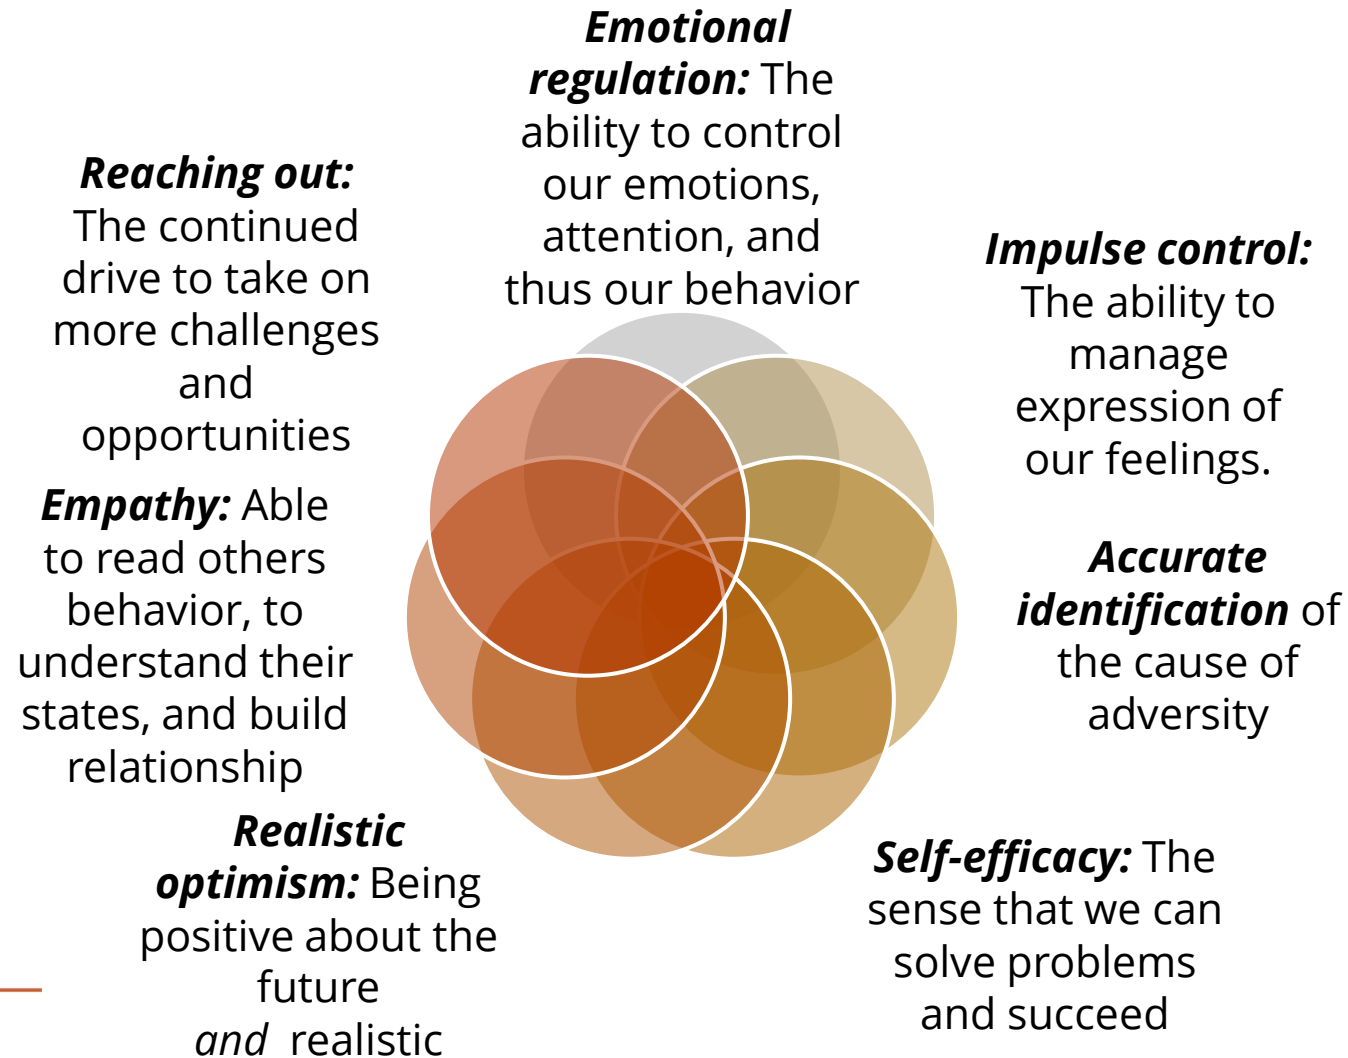 Emotional
regulation: The
ability to control
our emotions,
attention, and
thus our behavior
Impulse control:
The ability to
manage
expression of
our feelings.
Accurate
identification of
the cause of
adversity
Self-efficacy: The
sense that we can
solve problems
and succeed
Realistic
optimism: Being
positive about the
future
and realistic
Empathy: Able
to read others
behavior, to
understand their
states, and build
relationship
Reaching out:
The continued
drive to take on
more challenges
and
opportunities